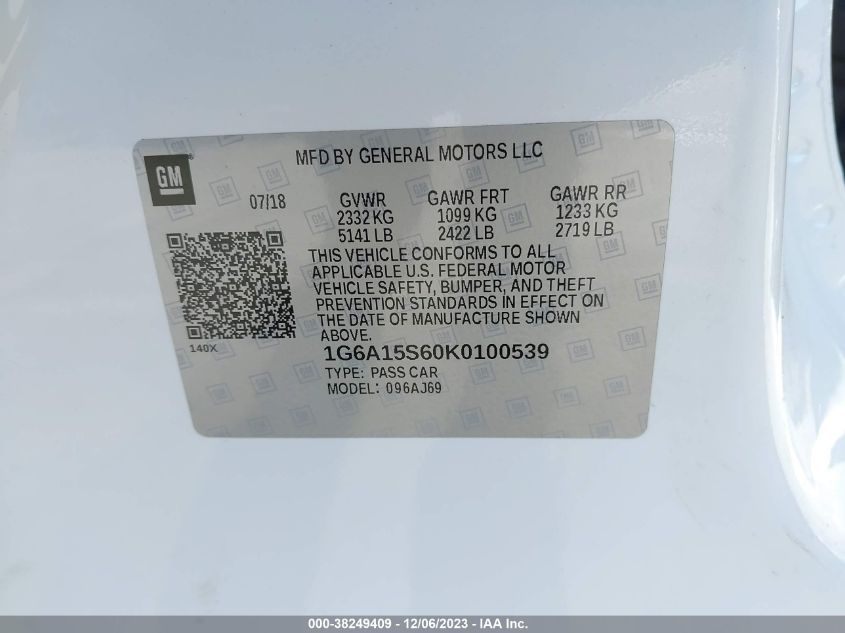 MFD BY GENERAL MOTORS LLC
GM
07/18
GVWR GAWR FRT GAWR RR
2332 KG 1099 KG 1233 KG
5141 LB 2422 LB 2719 LB
THIS VEHICLE CONFORMS TO ALL
APPLICABLE U.S. FEDERAL MOTOR
VEHICLE SAFETY, BUMPER, AND THEFT
PREVENTION STANDARDS IN EFFECT ON
THE DATE OF MANUFACTURE SHOWN
ABOVE.
140X
1G6A15S60K0100539
TYPE: PASS CAR
MODEL: 096AJ69
000-38249409 - 12/06/2023 - IAA Inc.